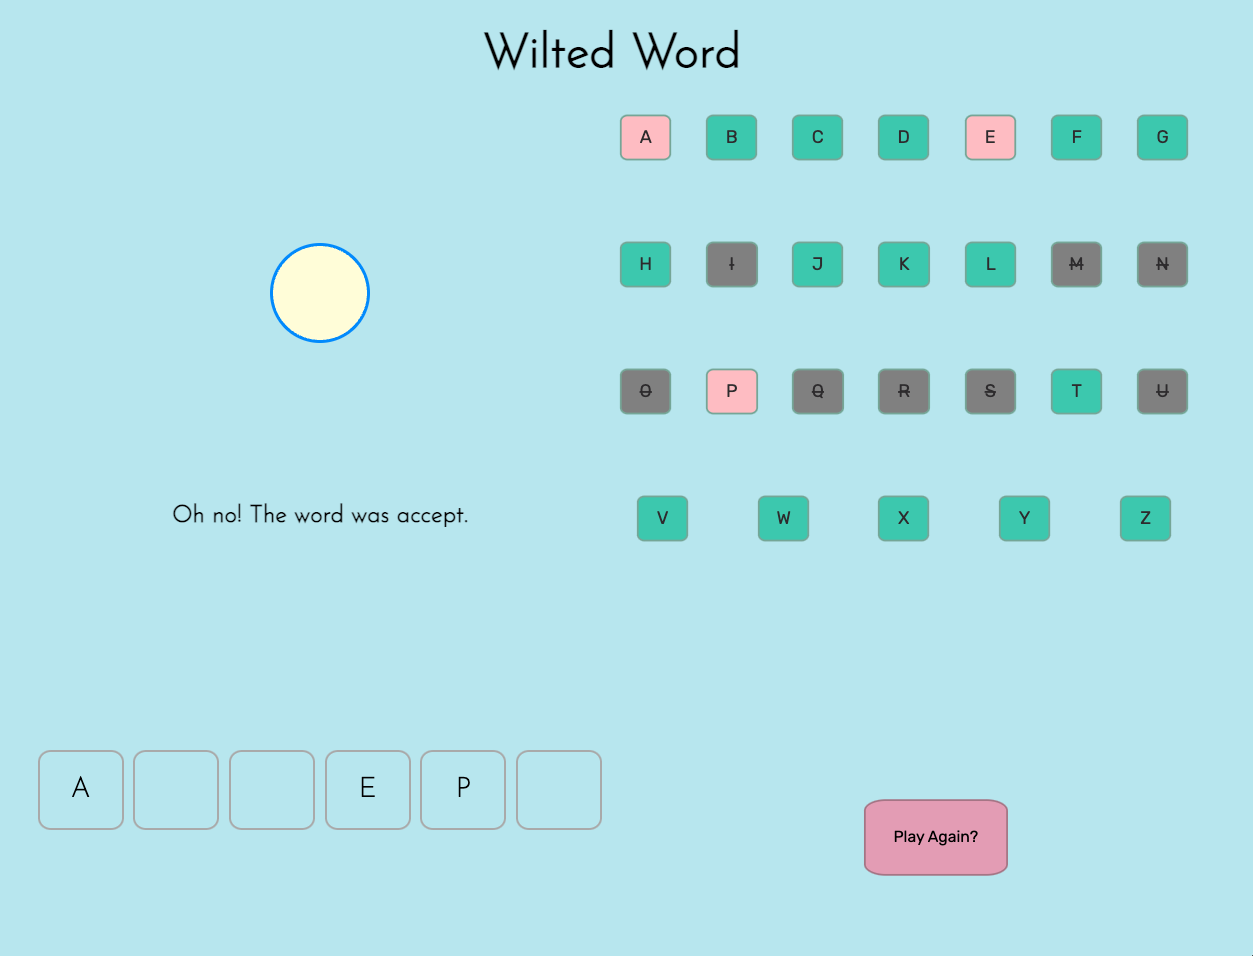 Wilted Word
A B C D E F G
H I J K L M N
O P Q R S T U
V W X Y Z
Oh no! The word was accept.
A E P
Play Again?